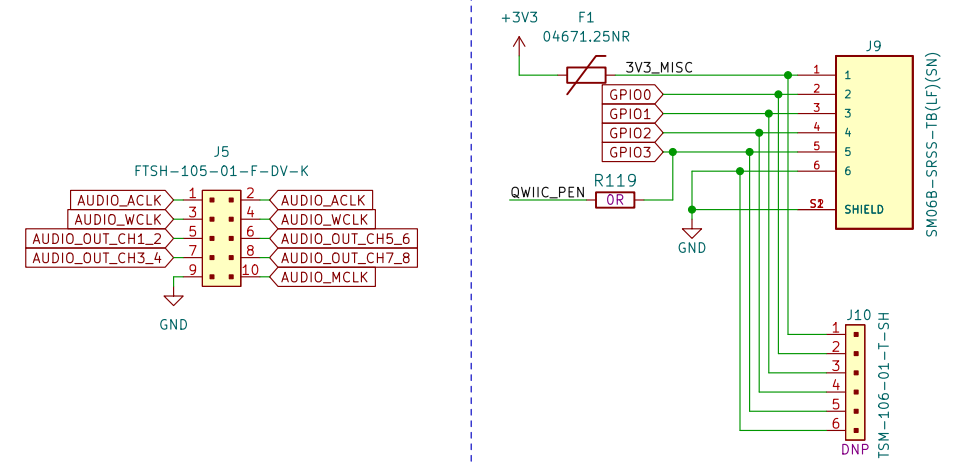 J5
FTSH-105-01-F-DV-K
AUDIO_ACLK 1 2 AUDIO_ACLK
AUDIO_WCLK 3 4 AUDIO_WCLK
AUDIO_OUT_CH1_2 5 6 AUDIO_OUT_CH5_6
AUDIO_OUT_CH3_4 7 8 AUDIO_OUT_CH7_8
9 10 AUDIO_MCLK
GND
+3V3
F1
04671.25NR
3V3_MISC
GPIO0
GPIO1
GPIO2
GPIO3
QWIIC_PEN
R119
0R
GND
J9
1 1
2 2
3 3
4 4
5 5
6 6
SHIELD
SM06B-SRSS-TB(LF)(SN)
J10
1
2
3
4
5
6
TSM-106-01-T-SH
DNP